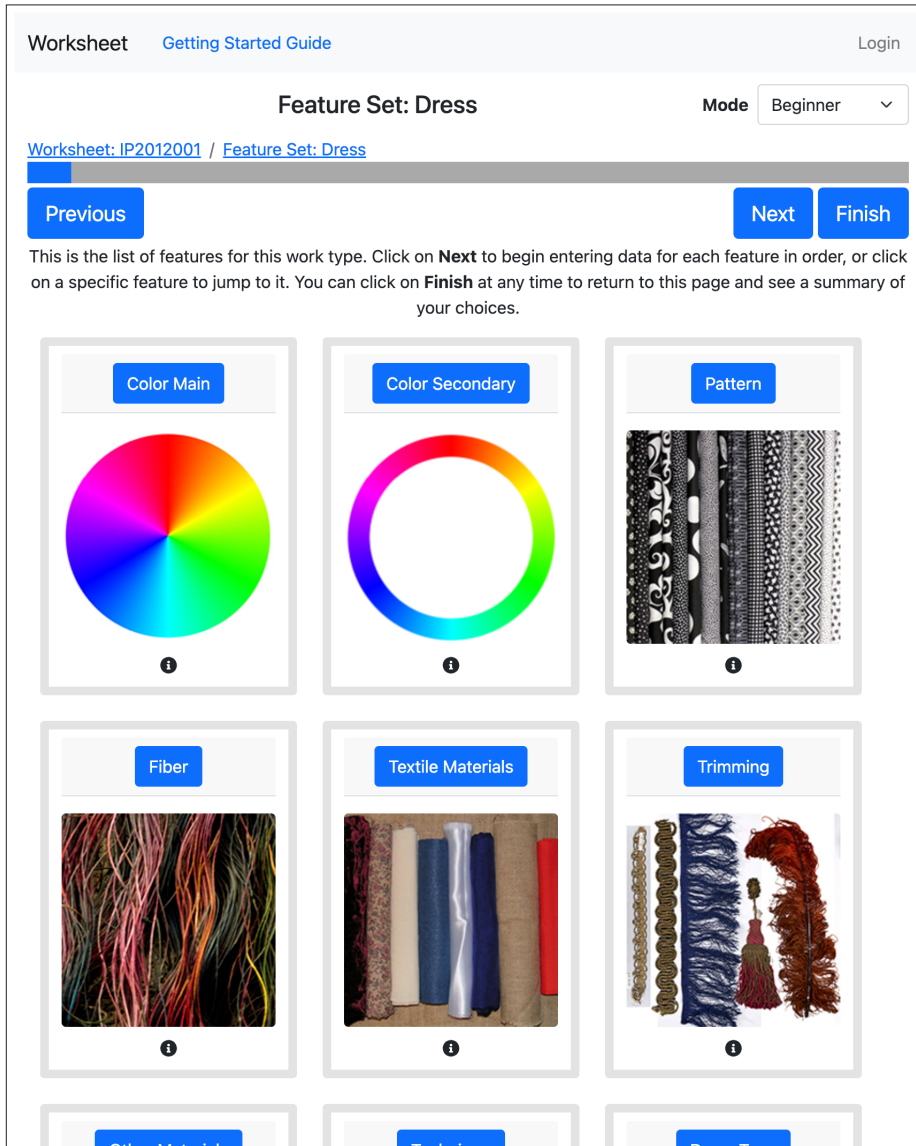 Worksheet Getting Started Guide Login
Feature Set: Dress Mode Beginner
Worksheet: IP2012001 / Feature Set: Dress
Previous Next Finish
This is the list of features for this work type. Click on Next to begin entering data for each feature in order, or click
on a specific feature to jump to it. You can click on Finish at any time to return to this page and see a summary of
your choices.
Color Main Color Secondary Pattern
Fiber Textile Materials Trimming